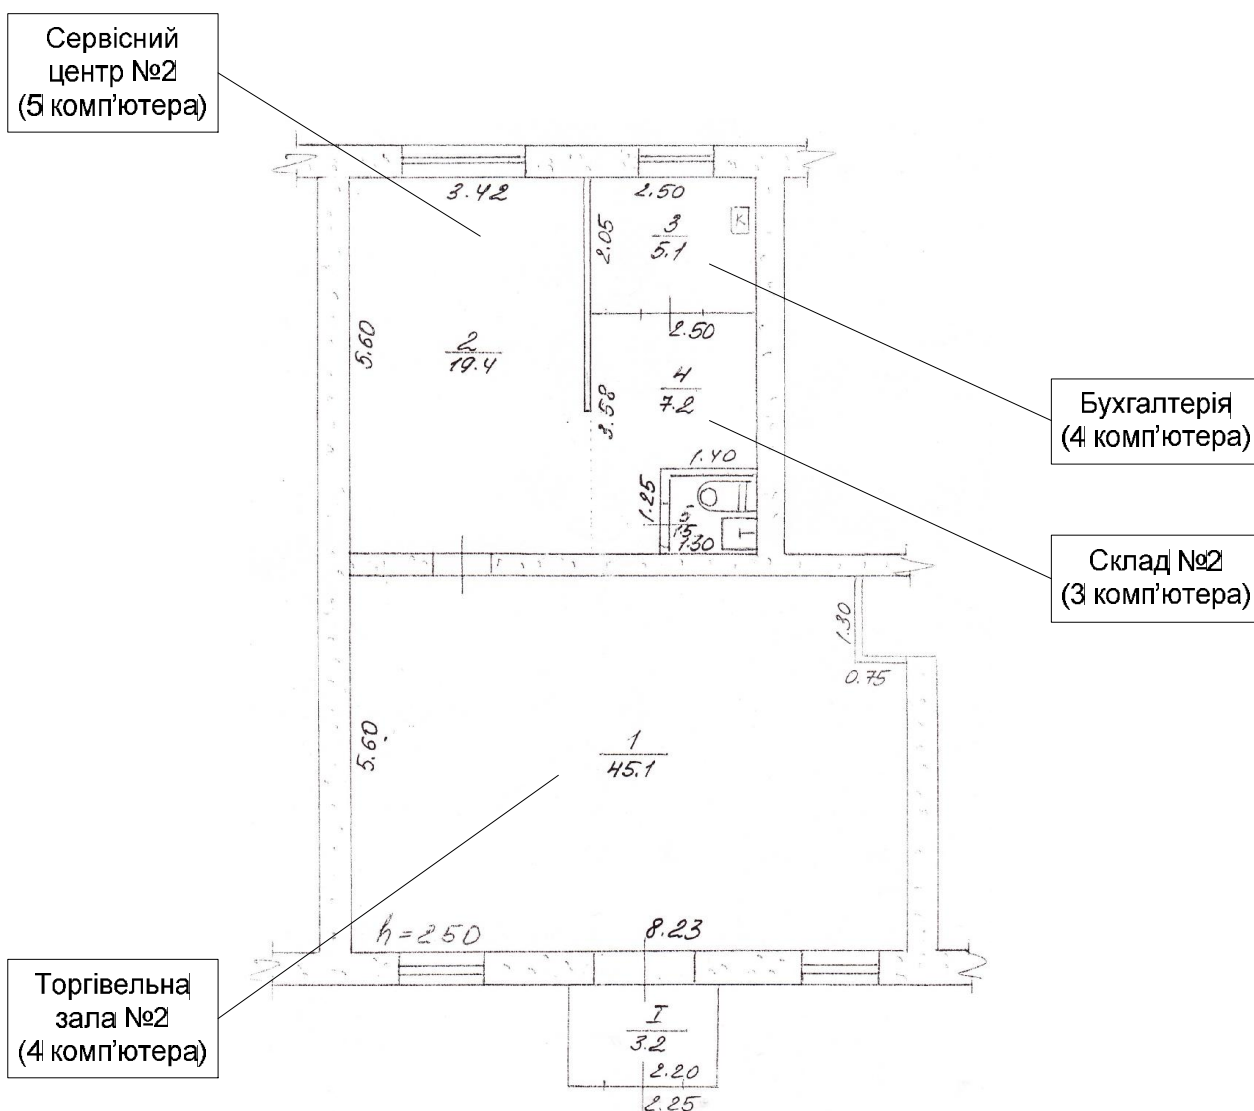 Сервісний
центр №2
(5 комп'ютера)
3.42
2.50
2.05
3
5.1
К
5.60
2
19.4
2.50
4
7.2
3.58
Бухгалтерія
(4 комп'ютера)
1.40
1.25
5
1.5
1.30
Склад №2
(3 комп'ютера)
1.30
0.75
5.60
1
45.1
h=250
8.23
Торгівельна
зала №2
(4 комп'ютера)
I
3.2
2.20
2.25